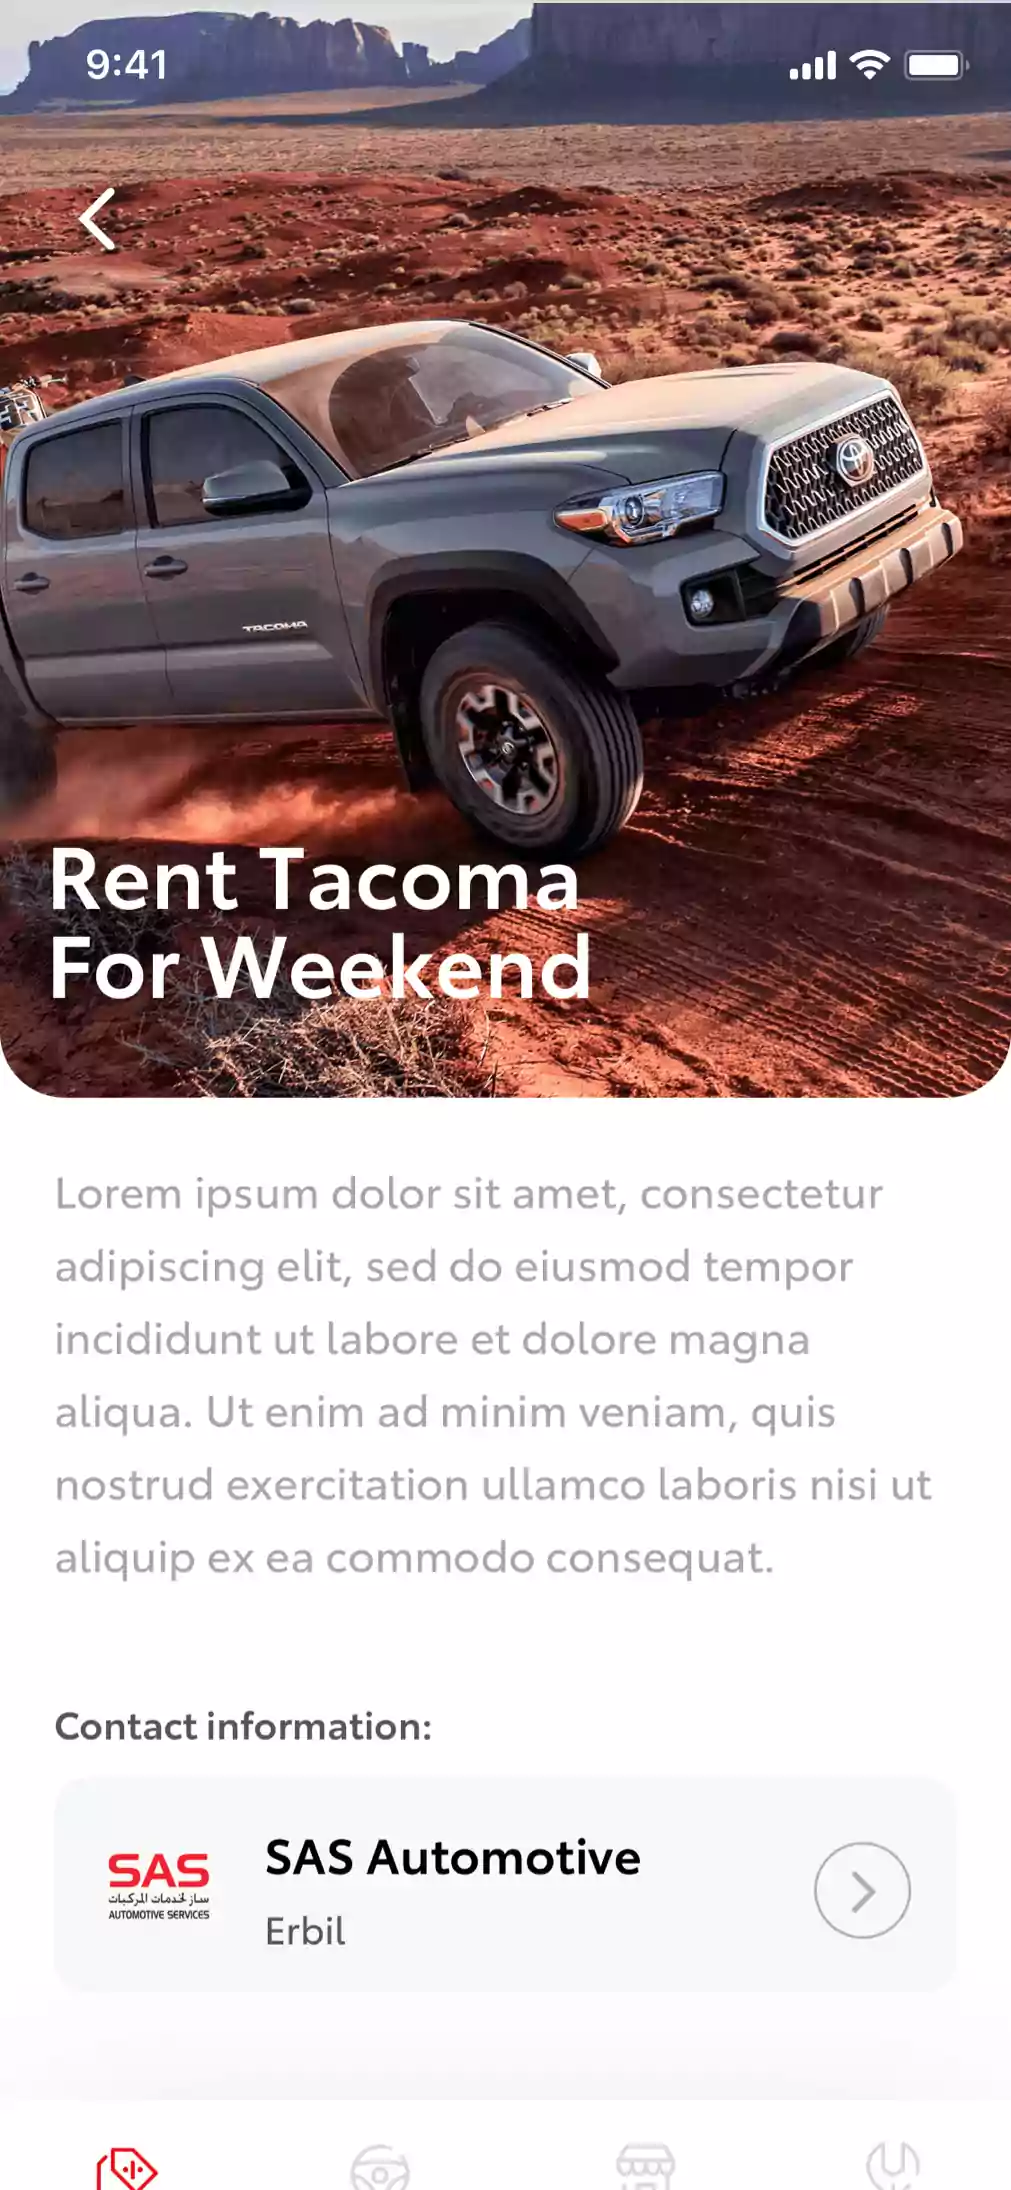 9:41
TACOMA
Rent Tacoma
For Weekend
Lorem ipsum dolor sit amet, consectetur
adipiscing elit, sed do eiusmod tempor
incididunt ut labore et dolore magna
aliqua. Ut enim ad minim veniam, quis
nostrud exercitation ullamco laboris nisi ut
aliquip ex ea commodo consequat.
Contact information:
SAS
ساز لخدمات المركبات
AUTOMOTIVE SERVICES
SAS Automotive
Erbil